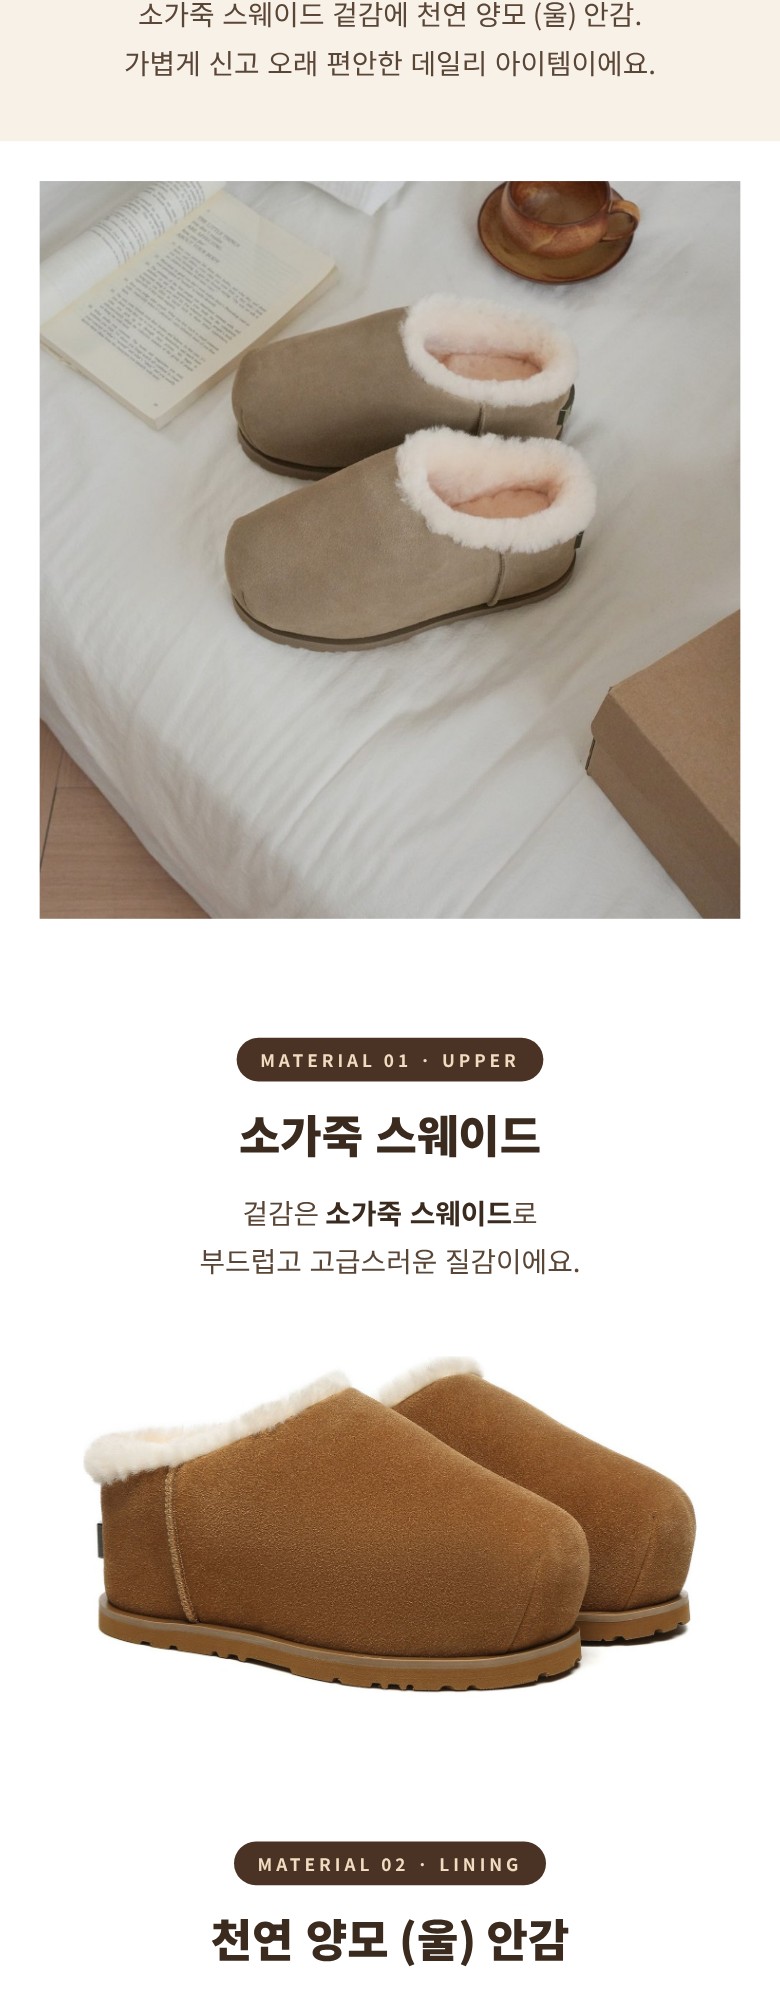 소가죽 스웨이드 겉감에 천연 양모 (울) 안감.
가볍게 신고 오래 편안한 데일리 아이템이에요.
MATERIAL 01 · UPPER
소가죽 스웨이드
겉감은 소가죽 스웨이드로
부드럽고 고급스러운 질감이에요.
MATERIAL 02 · LINING
천연 양모 (울) 안감